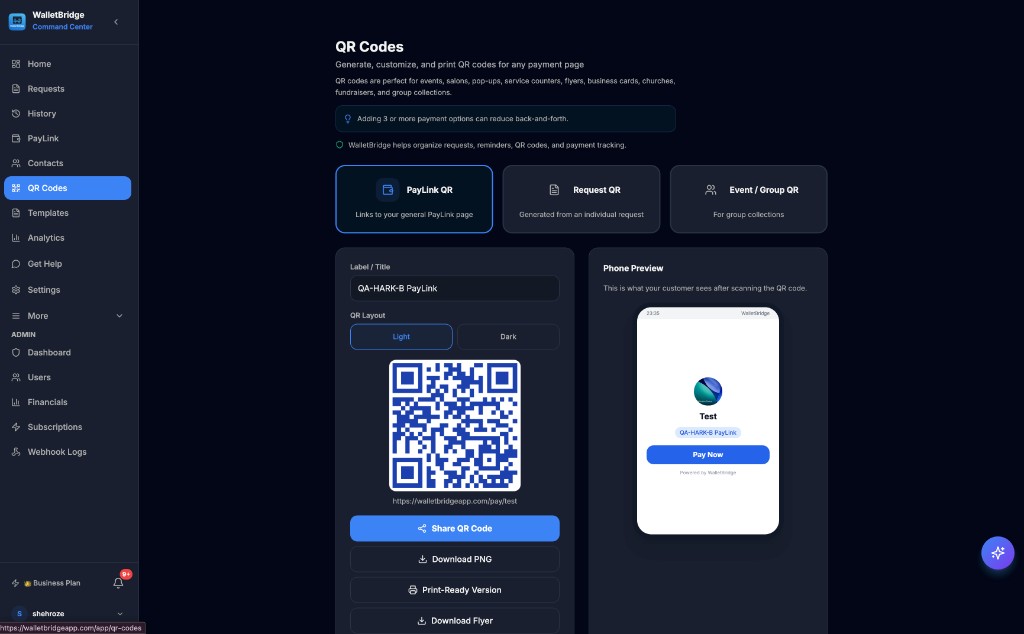 WalletBridge
Command Center
Home
Requests
History
PayLink
Contacts
QR Codes
Templates
Analytics
Get Help
Settings
More
ADMIN
Dashboard
Users
Financials
Subscriptions
Webhook Logs
Business Plan
9+
S
shehroze
https://walletbridgeapp.com/app/qr-codes
QR Codes
Generate, customize, and print QR codes for any payment page
QR codes are perfect for events, salons, pop-ups, service counters, flyers, business cards, churches,
fundraisers, and group collections.
Adding 3 or more payment options can reduce back-and-forth.
WalletBridge helps organize requests, reminders, QR codes, and payment tracking.
PayLink QR
Links to your general PayLink page
Request QR
Generated from an individual request
Event / Group QR
For group collections
Label / Title
QA-HARK-B PayLink
QR Layout
Light
Dark
https://walletbridgeapp.com/pay/test
Share QR Code
Download PNG
Print-Ready Version
Download Flyer
Phone Preview
This is what your customer sees after scanning the QR code.
23:35
WalletBridge
Test
QA-HARK-B PayLink
Pay Now
Powered by WalletBridge